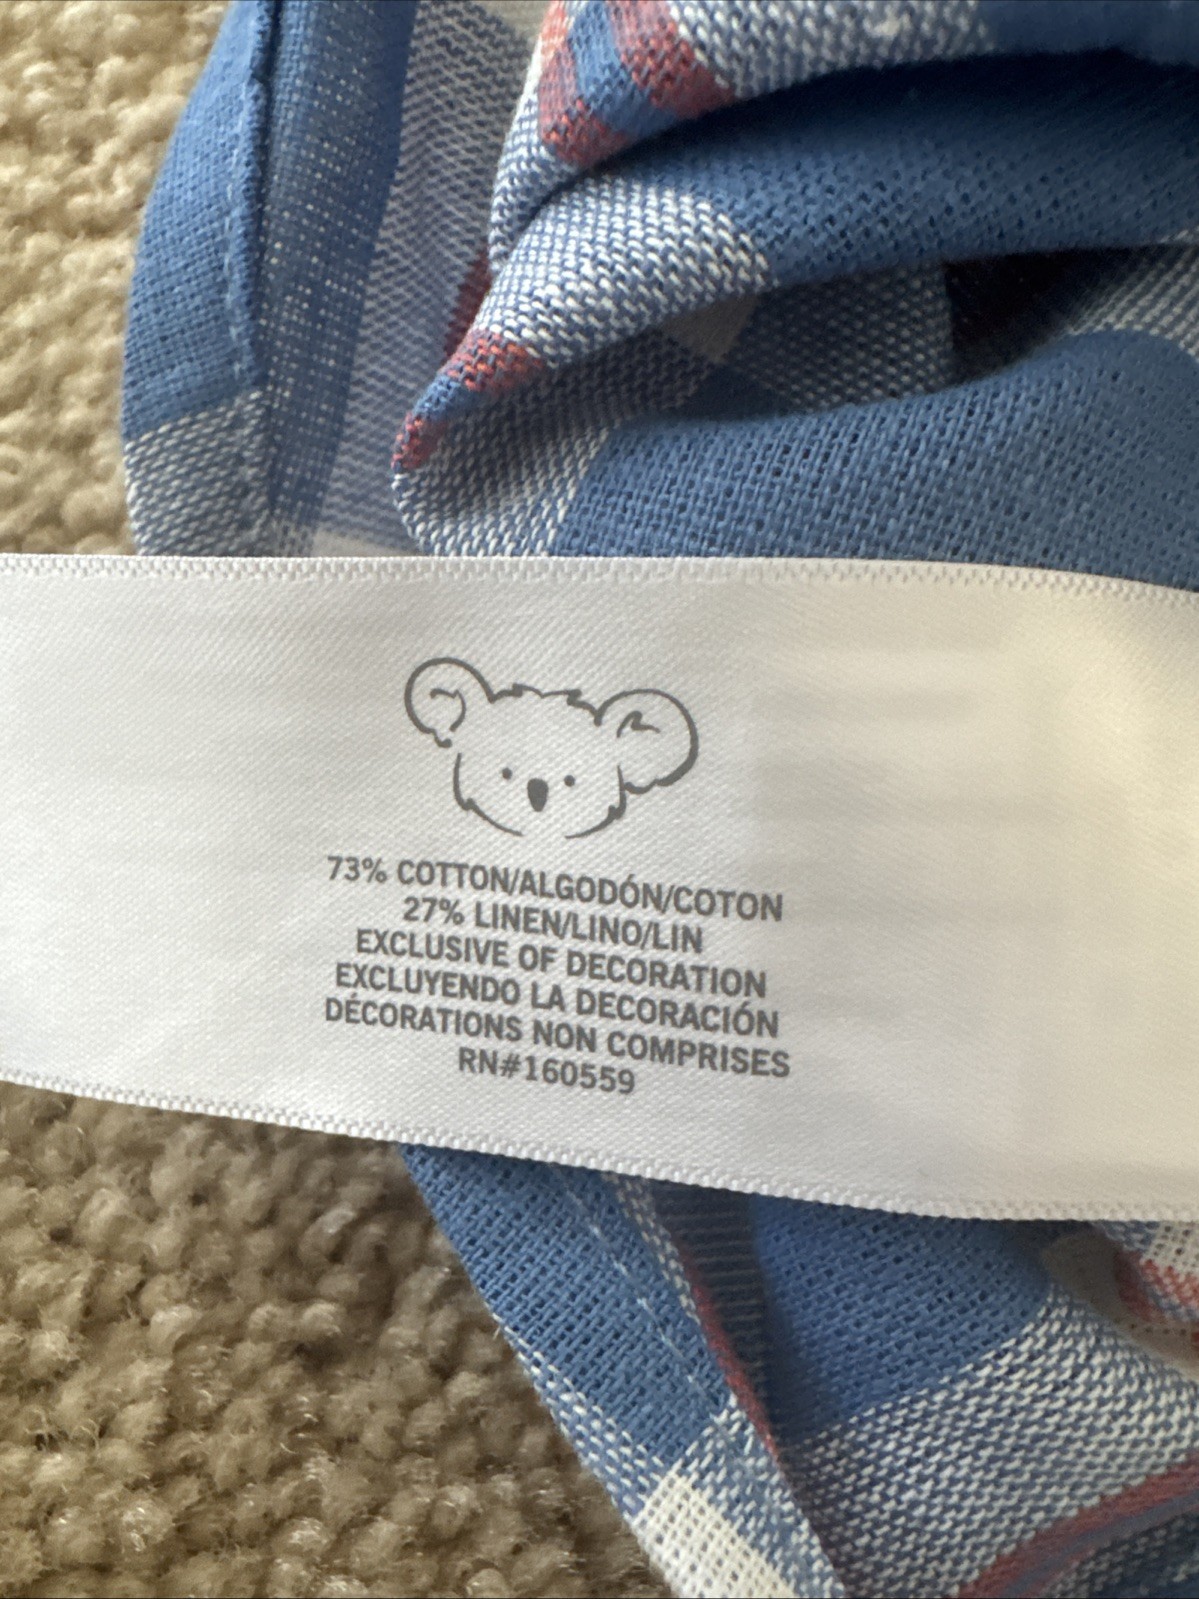 73% COTTON/ALGODÓN/COTON
27% LINEN/LINO/LIN
EXCLUSIVE OF DECORATION
EXCLUYENDO LA DECORACIÓN
DÉCORATIONS NON COMPRISES
RN#160559